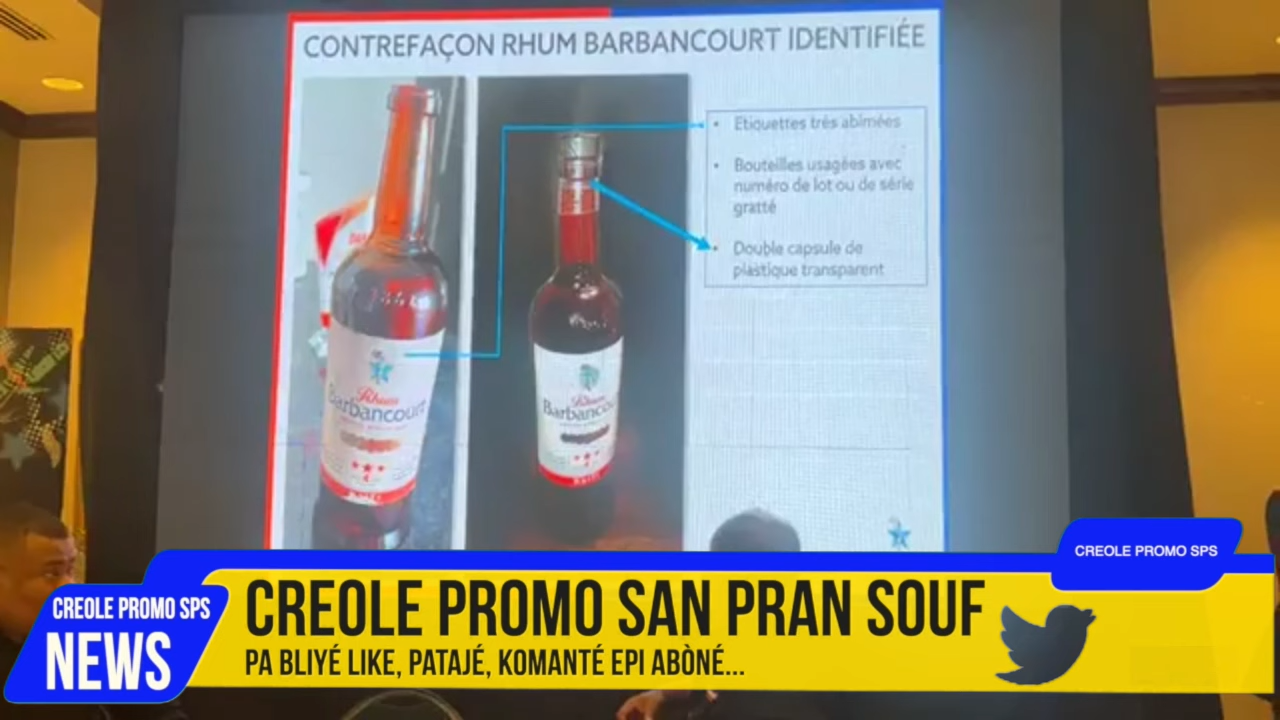 CONTREFAÇON RHUM BARBANCOURT IDENTIFIÉE
• Etiquettes très abîmées
• Bouteilles usagées avec
numéro de lot ou de série
gratté
• Double capsule de
plastique transparent
Rhum
Barbancourt
Rhum
Barbancou
CREOLE PROMO SPS
CREOLE PROMO SPS
NEWS
CREOLE PROMO SAN PRAN SOUF
PA BLIYÉ LIKE, PATAJÉ, KOMANTÉ EPI ABÒNÉ...